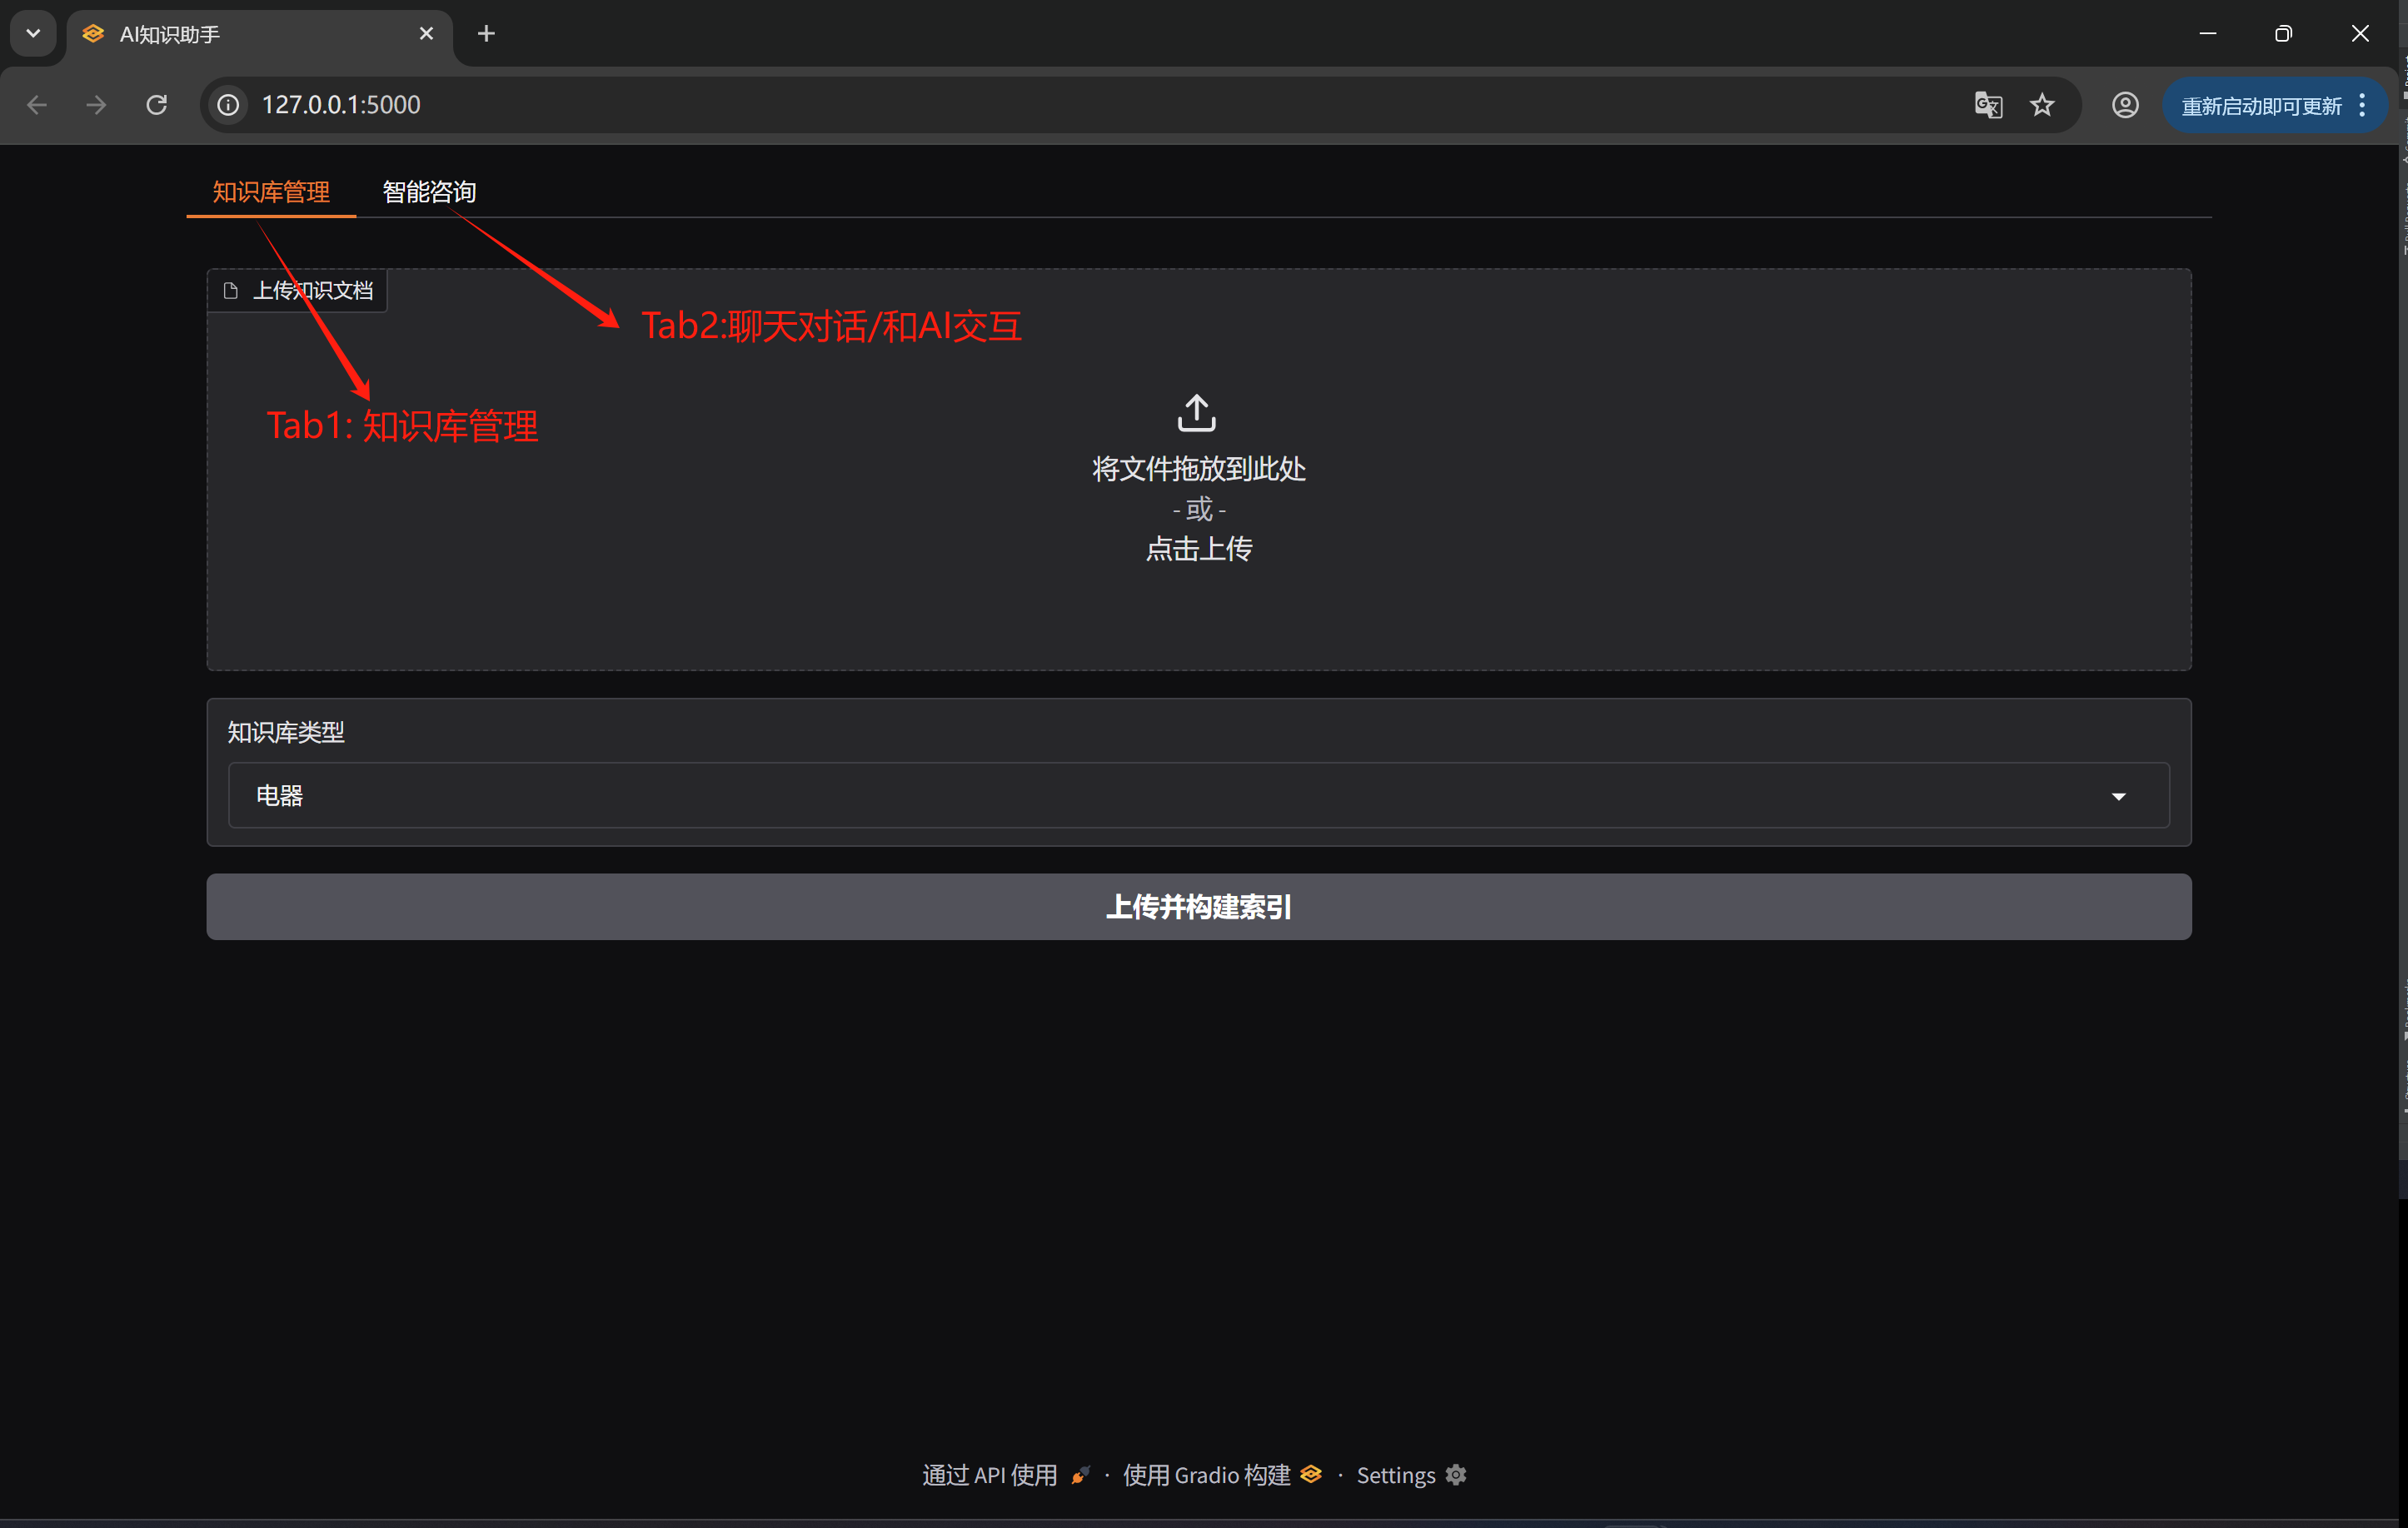 AI知识助手
127.0.0.1:5000
重新启动即可更新
知识库管理
智能咨询
上传知识文档
Tab2:聊天对话/和AI交互
Tab1: 知识库管理
将文件拖放到此处
- 或 -
点击上传
知识库类型
电器
上传并构建索引
通过 API 使用 · 使用 Gradio 构建 · Settings